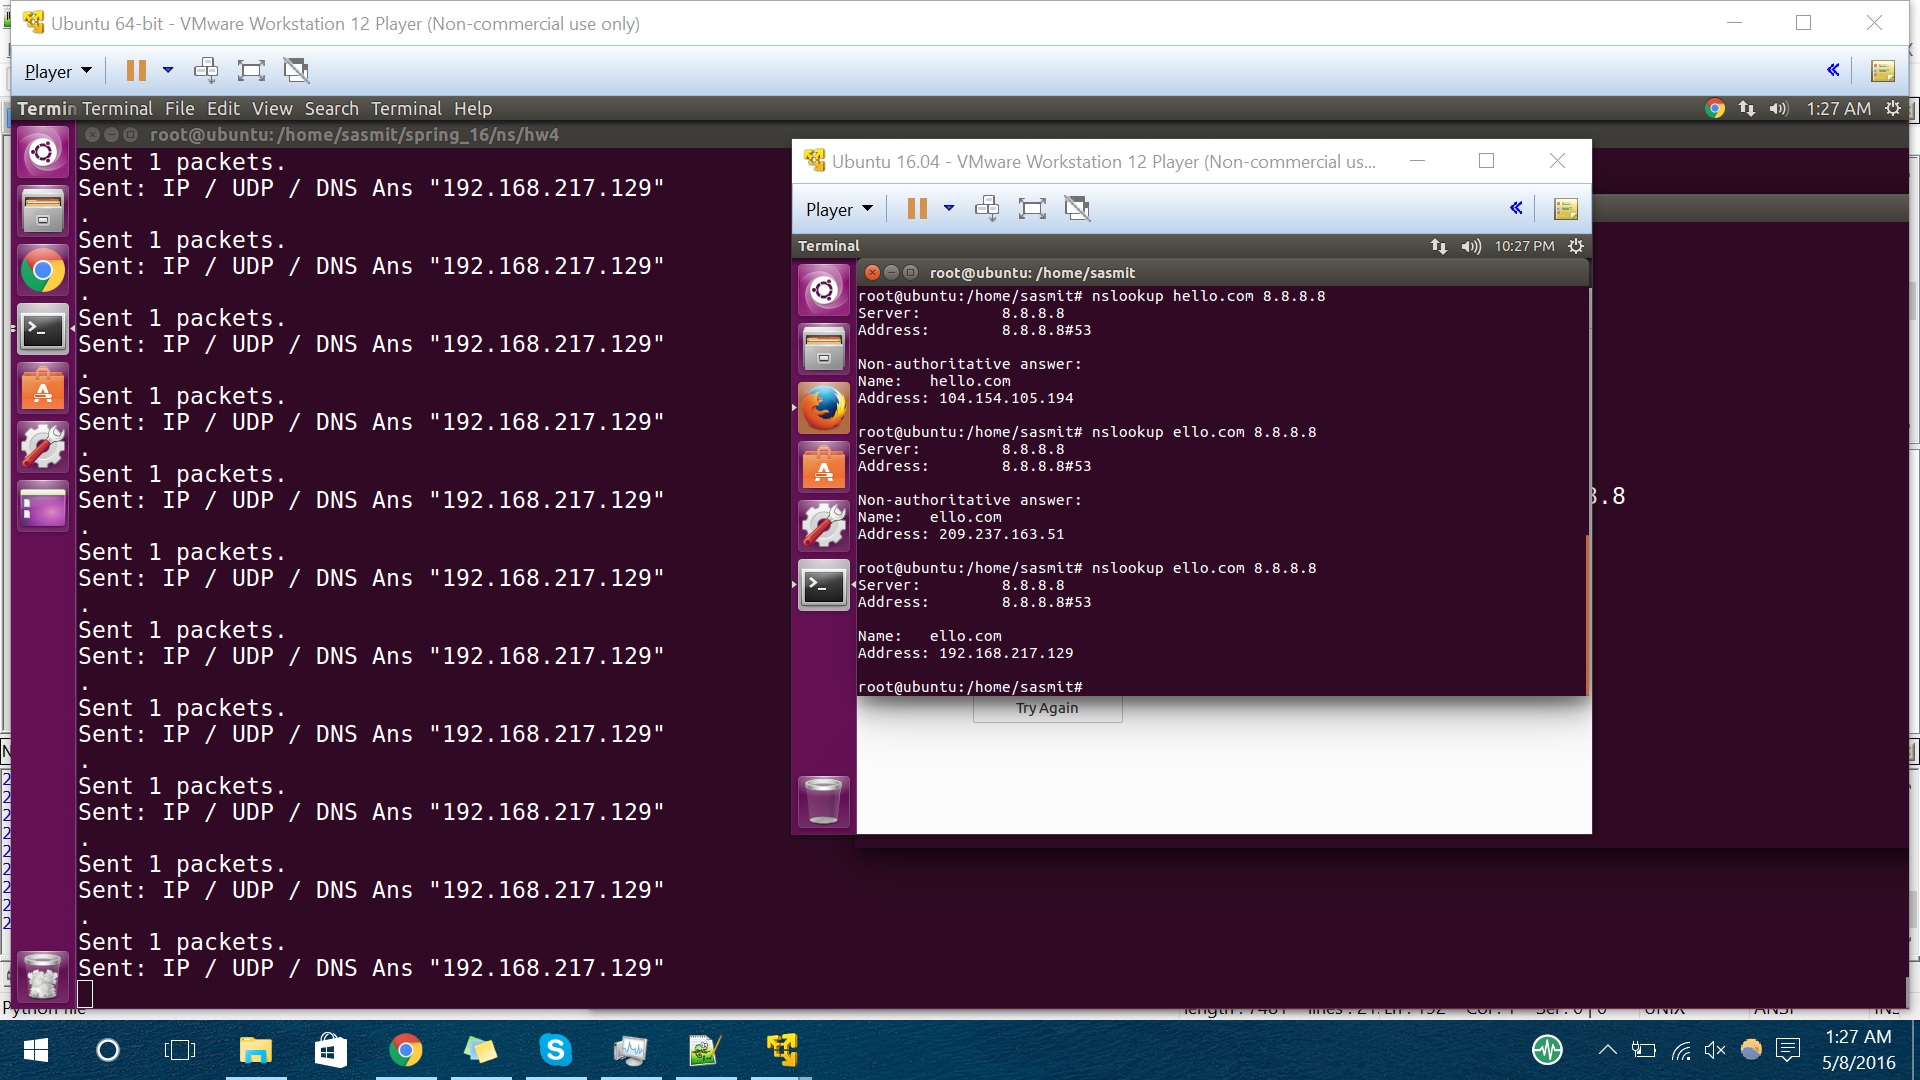 Ubuntu 64-bit - VMware Workstation 12 Player (Non-commercial use only)
Player
Termin Terminal File Edit View Search Terminal Help
1:27 AM
root@ubuntu: /home/sasmit/spring_16/ns/hw4
Sent 1 packets.
Sent: IP / UDP / DNS Ans "192.168.217.129"
.
Sent 1 packets.
Sent: IP / UDP / DNS Ans "192.168.217.129"
.
Sent 1 packets.
Sent: IP / UDP / DNS Ans "192.168.217.129"
.
Sent 1 packets.
Sent: IP / UDP / DNS Ans "192.168.217.129"
.
Sent 1 packets.
Sent: IP / UDP / DNS Ans "192.168.217.129"
.
Sent 1 packets.
Sent: IP / UDP / DNS Ans "192.168.217.129"
.
Sent 1 packets.
Sent: IP / UDP / DNS Ans "192.168.217.129"
.
Sent 1 packets.
Sent: IP / UDP / DNS Ans "192.168.217.129"
.
Sent 1 packets.
Sent: IP / UDP / DNS Ans "192.168.217.129"
.
Sent 1 packets.
Sent: IP / UDP / DNS Ans "192.168.217.129"
.
Sent 1 packets.
Sent: IP / UDP / DNS Ans "192.168.217.129"
Ubuntu 16.04 - VMware Workstation 12 Player (Non-commercial us...
Player
Terminal
10:27 PM
root@ubuntu: /home/sasmit
root@ubuntu:/home/sasmit# nslookup hello.com 8.8.8.8
Server: 8.8.8.8
Address: 8.8.8.8#53
Non-authoritative answer:
Name: hello.com
Address: 104.154.105.194
root@ubuntu:/home/sasmit# nslookup ello.com 8.8.8.8
Server: 8.8.8.8
Address: 8.8.8.8#53
Non-authoritative answer:
Name: ello.com
Address: 209.237.163.51
root@ubuntu:/home/sasmit# nslookup ello.com 8.8.8.8
Server: 8.8.8.8
Address: 8.8.8.8#53
Name: ello.com
Address: 192.168.217.129
root@ubuntu:/home/sasmit#
Try Again
.8
1:27 AM
5/8/2016